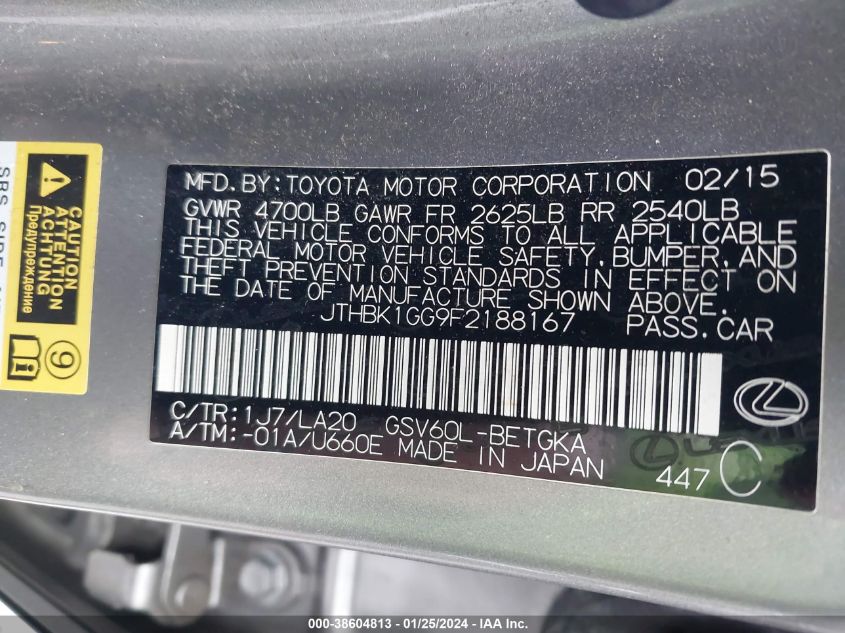 MFD. BY: TOYOTA MOTOR CORPORATION 02/15
GVWR 4700LB GAWR FR 2625LB RR 2540LB
THIS VEHICLE CONFORMS TO ALL APPLICABLE
FEDERAL MOTOR VEHICLE SAFETY, BUMPER, AND
THEFT PREVENTION STANDARDS IN EFFECT ON
THE DATE OF MANUFACTURE SHOWN ABOVE.
JTHBK1GG9F2188167 PASS. CAR
C/TR: 1J7/LA20 GSV60L-BETGKA
A/TM: -01A/U660E MADE IN JAPAN
447 C
CAUTION
ATTENTION
ACHTUNG
Предупреждение
9
SRS SIDE
000-38604813 - 01/25/2024 - IAA Inc.